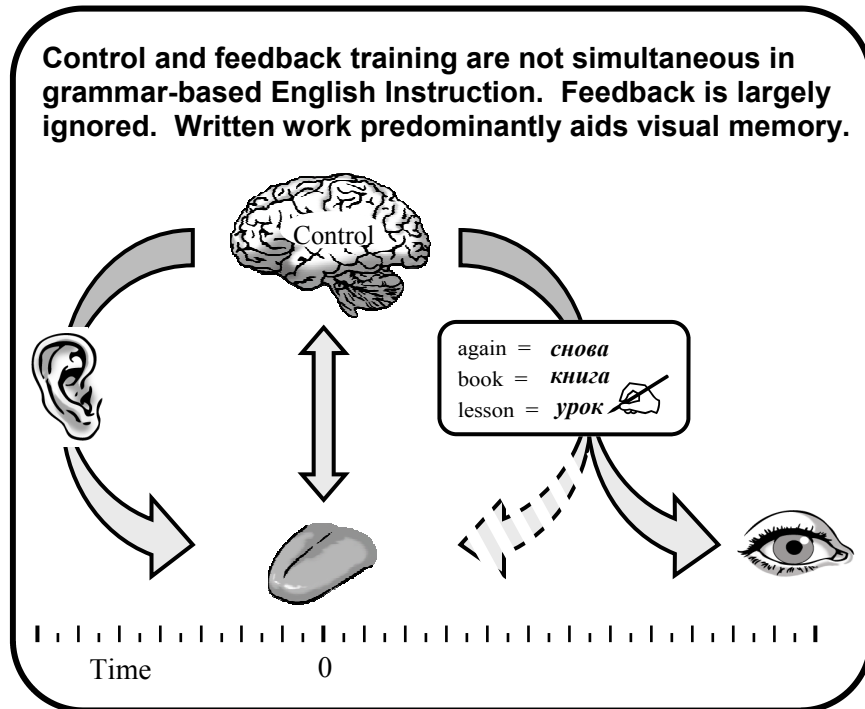 Control and feedback training are not simultaneous in
grammar-based English Instruction.  Feedback is largely
ignored.  Written work predominantly aids visual memory.
Control
again = снова
book = книга
lesson = урок
Time 0